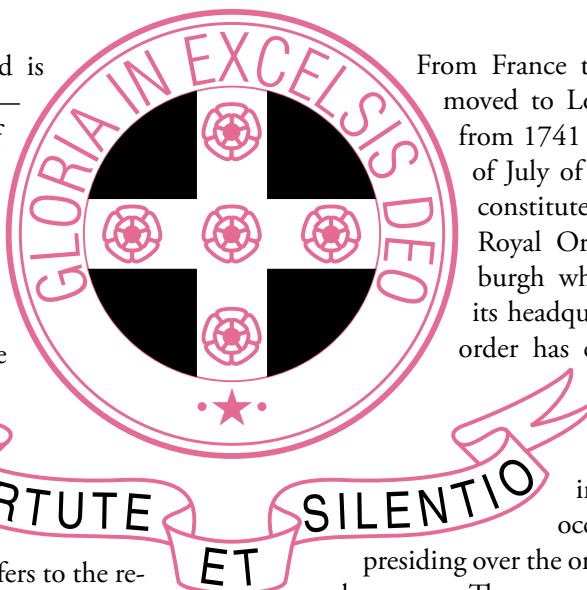 d is
f
e
GLORIA IN EXCELSIS DEO
From France t
moved to Lo
from 1741
of July of
constitute
Royal Or
burgh wh
its headqu
order has
RTUTE ET SILENTIO
fers to the re-
in
occ
presiding over the or